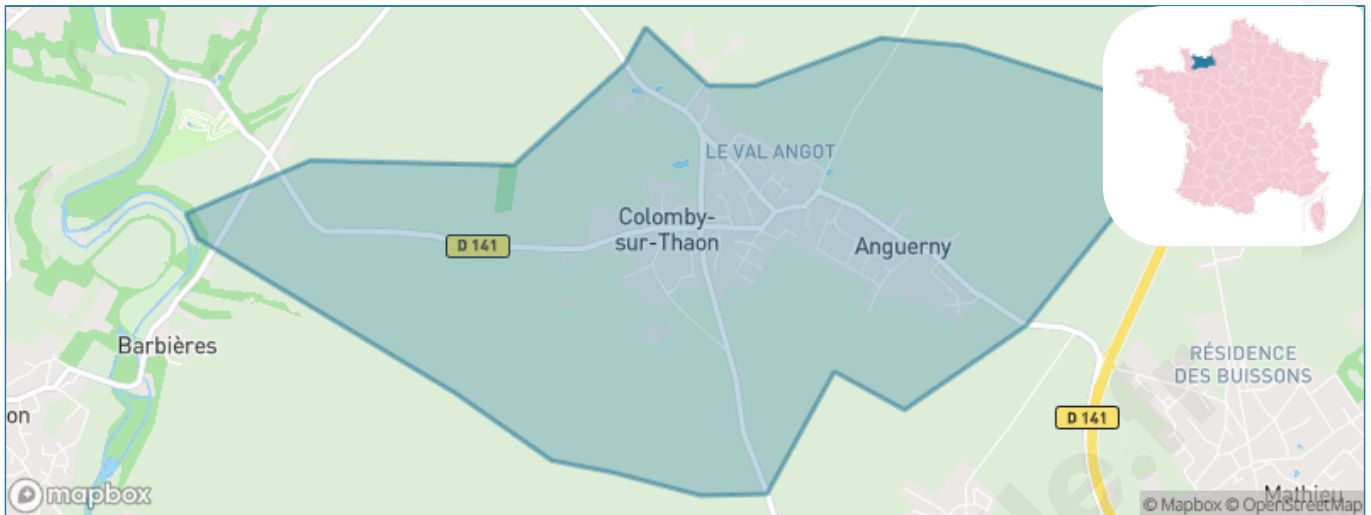 LE VAL ANGOT
Colomby-
sur-Thaon
D 141
Anguerny
Barbières
RÉSIDENCE
DES BUISSONS
on
D 141
Mathieu
mapbox
© Mapbox © OpenStreetMap